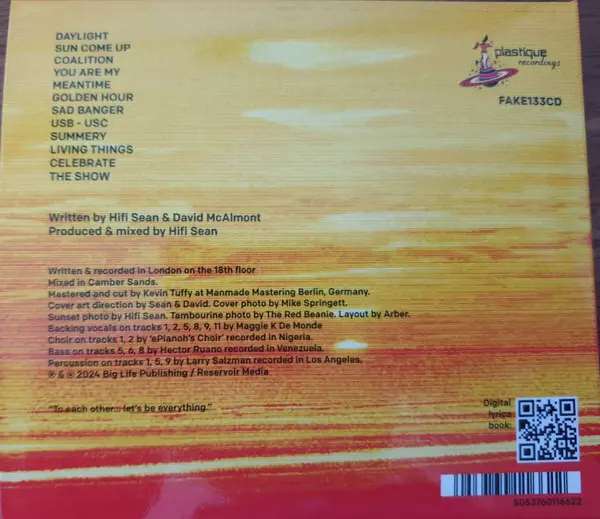 DAYLIGHT
SUN COME UP
COALITION
YOU ARE MY
MEANTIME
GOLDEN HOUR
SAD BANGER
USB - USC
SUMMERY
LIVING THINGS
CELEBRATE
THE SHOW
plastique
recordings
FAKE133CD
Written by Hifi Sean & David McAlmont
Produced & mixed by Hifi Sean
Written & recorded in London on the 18th floor
Mixed in Camber Sands.
Mastered and cut by Kevin Tuffy at Manmade Mastering Berlin, Germany.
Cover art direction by Sean & David. Cover photo by Mike Springett.
Sunset photo by Hifi Sean. Tambourine photo by The Red Beanie. Layout by Arber.
Backing vocals on tracks 1, 2, 5, 8, 9, 11 by Maggie K De Monde
Choir on tracks 1, 2 by 'ePianoh's Choir' recorded in Nigeria.
Bass on tracks 5, 6, 8 by Hector Ruano recorded in Venezuela.
Percussion on tracks 1, 5, 9 by Larry Salzman recorded in Los Angeles.
℗ & © 2024 Big Life Publishing / Reservoir Media
"To each other... let's be everything."
Digital
lyrics
book:
5053760116622